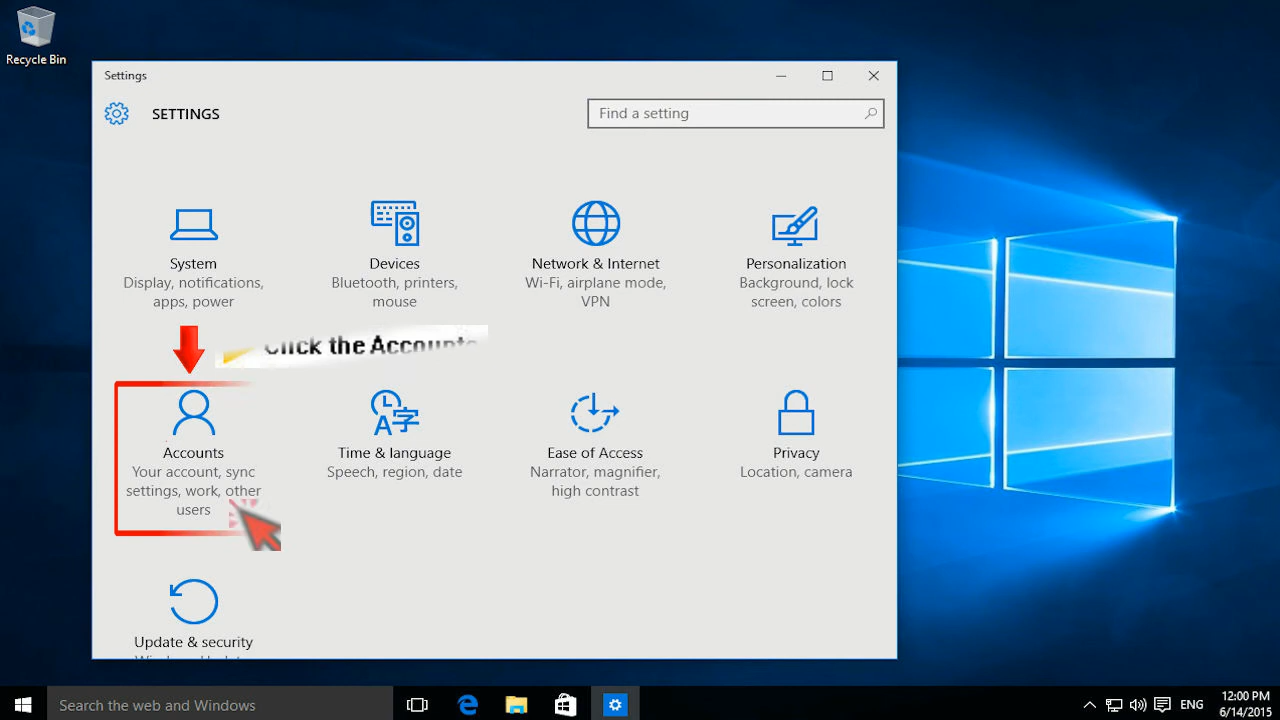 Recycle Bin
Settings
SETTINGS
Find a setting
System
Display, notifications,
apps, power
Devices
Bluetooth, printers,
mouse
Network & Internet
Wi-Fi, airplane mode,
VPN
Personalization
Background, lock
screen, colors
Click the Accounts
Accounts
Your account, sync
settings, work, other
users
Time & language
Speech, region, date
A字
Ease of Access
Narrator, magnifier,
high contrast
Privacy
Location, camera
Update & security
Search the web and Windows
ENG
12:00 PM
6/14/2015